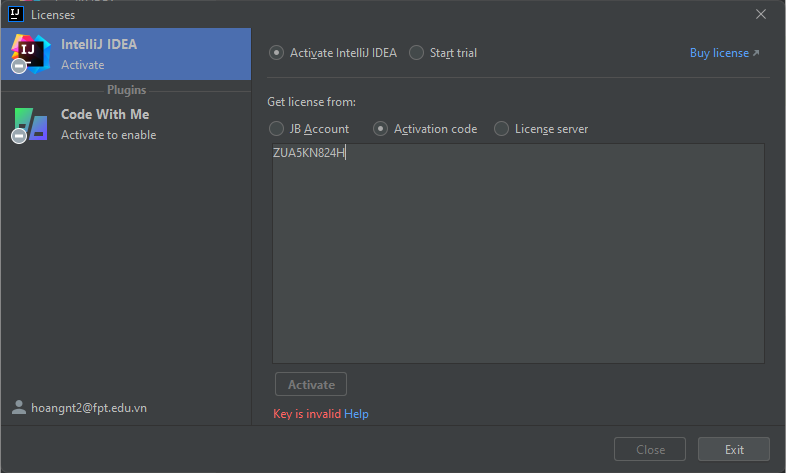 IJ Licenses
IJ IntelliJ IDEA
Activate
Plugins
Code With Me
Activate to enable
hoangnt2@fpt.edu.vn
Activate IntelliJ IDEA Start trial Buy license ↗
Get license from:
JB Account Activation code License server
ZUA5KN824H
Activate
Key is invalid Help
Close Exit